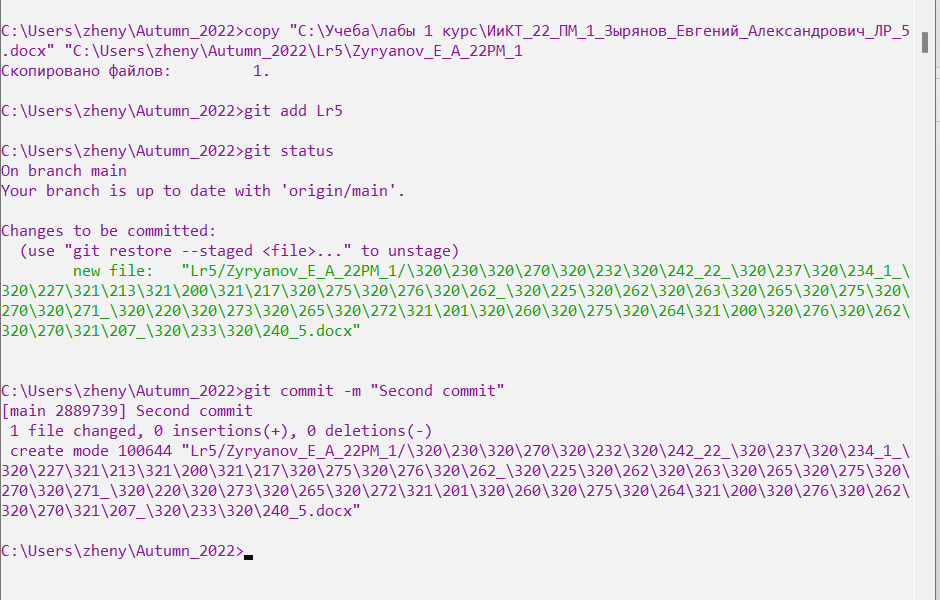 C:\Users\zheny\Autumn_2022>copy "C:\Учеба\лабы 1 курс\ИиКТ_22_ПМ_1_Зырянов_Евгений_Александрович_ЛР_5
.docx" "C:\Users\zheny\Autumn_2022\Lr5\Zyryanov_E_A_22PM_1
Скопировано файлов:         1.
C:\Users\zheny\Autumn_2022>git add Lr5
C:\Users\zheny\Autumn_2022>git status
On branch main
Your branch is up to date with 'origin/main'.
Changes to be committed:
  (use "git restore --staged <file>..." to unstage)
        new file:   "Lr5/Zyryanov_E_A_22PM_1/\320\230\320\270\320\232\320\242_22_\320\237\320\234_1_\
320\227\321\213\321\200\321\217\320\275\320\276\320\262_\320\225\320\262\320\263\320\265\320\275\320\
270\320\271_\320\220\320\273\320\265\320\272\321\201\320\260\320\275\320\264\321\200\320\276\320\262\
320\270\321\207_\320\233\320\240_5.docx"
C:\Users\zheny\Autumn_2022>git commit -m "Second commit"
[main 2889739] Second commit
 1 file changed, 0 insertions(+), 0 deletions(-)
 create mode 100644 "Lr5/Zyryanov_E_A_22PM_1/\320\230\320\270\320\232\320\242_22_\320\237\320\234_1_\
320\227\321\213\321\200\321\217\320\275\320\276\320\262_\320\225\320\262\320\263\320\265\320\275\320\
270\320\271_\320\220\320\273\320\265\320\272\321\201\320\260\320\275\320\264\321\200\320\276\320\262\
320\270\321\207_\320\233\320\240_5.docx"
C:\Users\zheny\Autumn_2022>